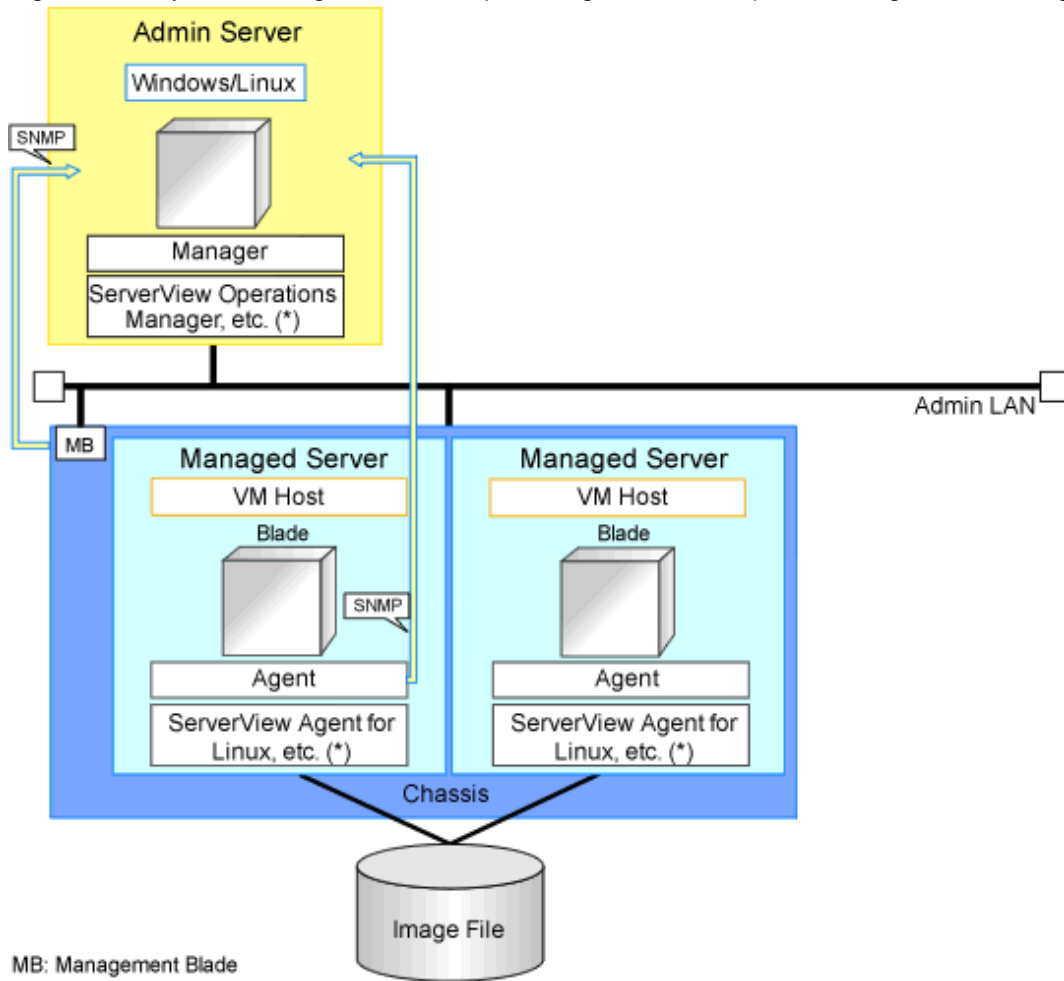 Admin Server
Windows/Linux
SNMP
Manager
ServerView Operations
Manager, etc. (*)
Admin LAN
MB
Managed Server
VM Host
Blade
SNMP
Agent
ServerView Agent for
Linux, etc. (*)
Managed Server
VM Host
Blade
Agent
ServerView Agent for
Linux, etc. (*)
Chassis
Image File
MB: Management Blade